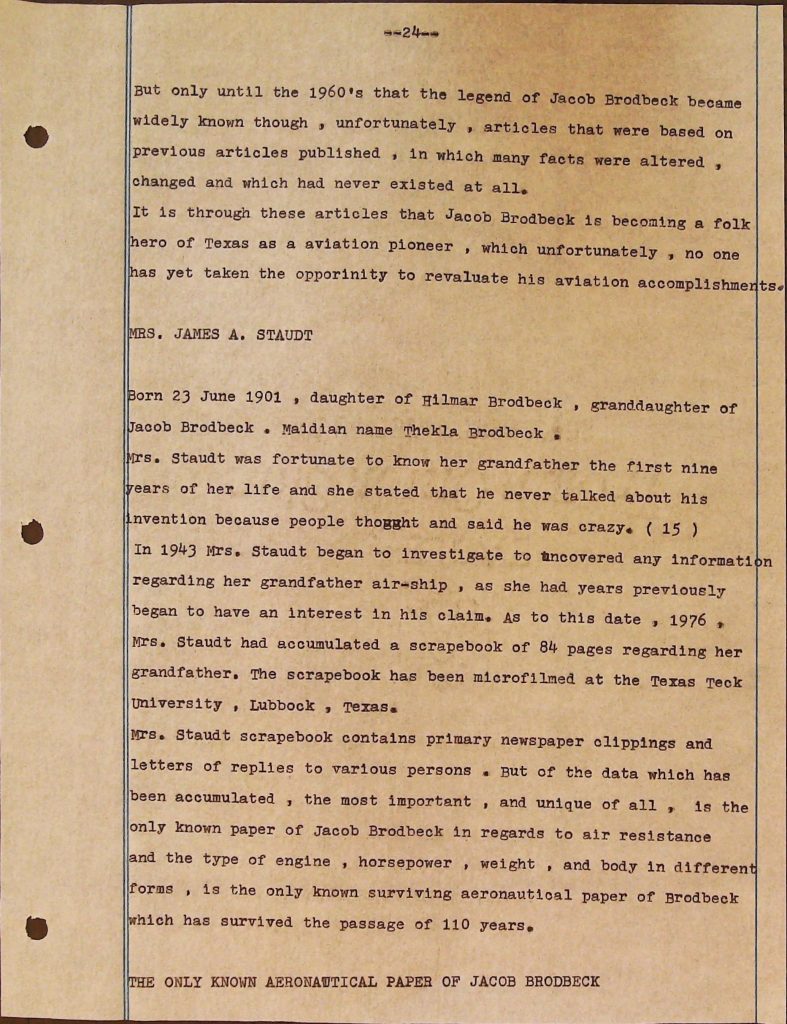 --24--
But only until the 1960's that the legend of Jacob Brodbeck became
widely known though , unfortunately , articles that were based on
previous articles published , in which many facts were altered ,
changed and which had never existed at all.
It is through these articles that Jacob Brodbeck is becoming a folk
hero of Texas as a aviation pioneer , which unfortunately , no one
has yet taken the opporinity to revaluate his aviation accomplishments.
MRS. JAMES A. STAUDT
Born 23 June 1901 , daughter of Hilmar Brodbeck , granddaughter of
Jacob Brodbeck . Maidian name Thekla Brodbeck .
Mrs. Staudt was fortunate to know her grandfather the first nine
years of her life and she stated that he never talked about his
invention because people thought and said he was crazy. ( 15 )
In 1943 Mrs. Staudt began to investigate to uncovered any information
regarding her grandfather air-ship , as she had years previously
began to have an interest in his claim. As to this date , 1976 ,
Mrs. Staudt had accumulated a scrapebook of 84 pages regarding her
grandfather. The scrapebook has been microfilmed at the Texas Teck
University , Lubbock , Texas.
Mrs. Staudt scrapebook contains primary newspaper clippings and
letters of replies to various persons . But of the data which has
been accumulated , the most important , and unique of all , is the
only known paper of Jacob Brodbeck in regards to air resistance
and the type of engine , horsepower , weight , and body in different
forms , is the only known surviving aeronautical paper of Brodbeck
which has survived the passage of 110 years.
THE ONLY KNOWN AERONAUTICAL PAPER OF JACOB BRODBECK